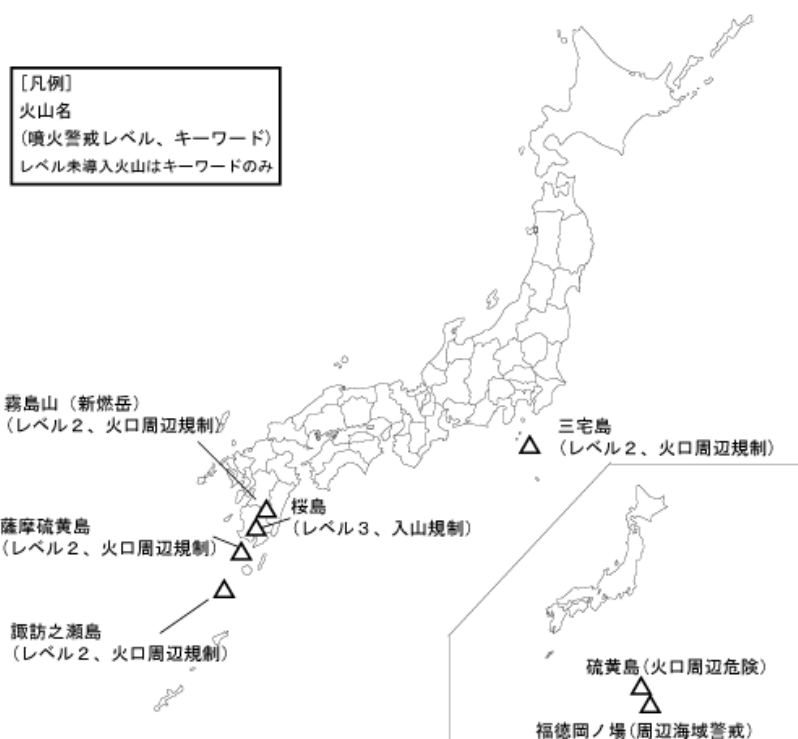 ［凡例］
火山名
（噴火警戒レベル、キーワード）
レベル未導入火山はキーワードのみ
霧島山（新燃岳）
（レベル２、火口周辺規制）
三宅島
（レベル２、火口周辺規制）
桜島
（レベル３、入山規制）
薩摩硫黄島
（レベル２、火口周辺規制）
諏訪之瀬島
（レベル２、火口周辺規制）
硫黄島（火口周辺危険）
福徳岡ノ場（周辺海域警戒）